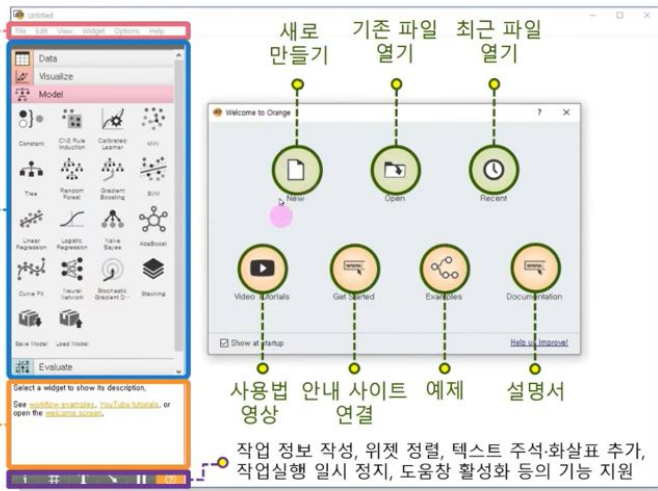 Untitled
File Edit View Widget Options Help
새로
만들기
기존 파일
열기
최근 파일
열기
Data
Visualize
Model
Constant
CN2 Rule
Induction
Calibrated
Learner
kNN
Tree
Random
Forest
Gradient
Boosting
SVM
Linear
Regression
Logistic
Regression
Naive
Bayes
AdaBoost
Curve Fit
Neural
Network
Stochastic
Gradient D...
Stacking
Save Model
Load Model
Evaluate
Welcome to Orange
New
Open
Recent
Video Tutorials
Get Started
Examples
Documentation
Show at startup
Help us improve!
Select a widget to show its description.
See workflow examples, YouTube tutorials, or
open the welcome screen.
사용법
영상
안내 사이트
연결
예제
설명서
작업 정보 작성, 위젯 정렬, 텍스트 주석·화살표 추가,
작업실행 일시 정지, 도움창 활성화 등의 기능 지원